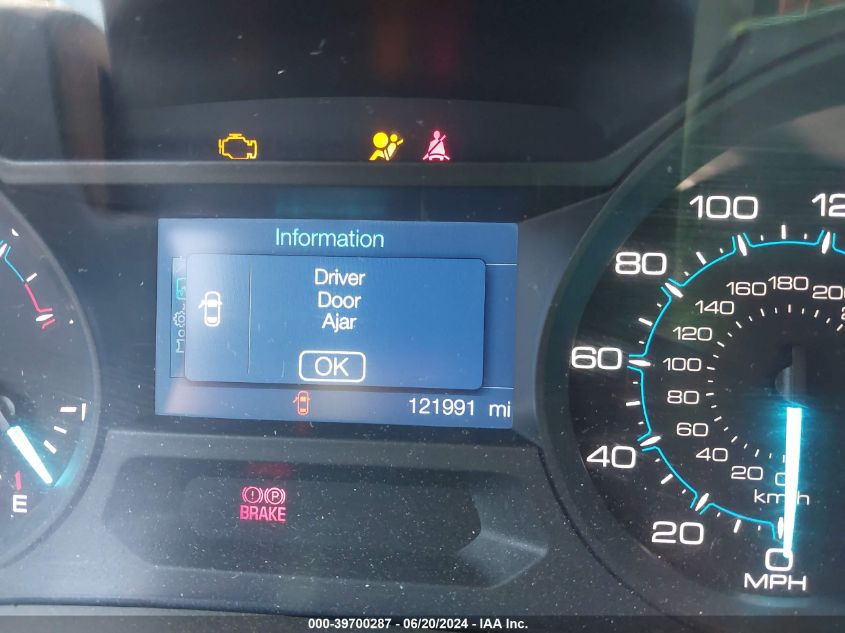 Information
Driver
Door
Ajar
OK
121991 mi
BRAKE
P
E
100
80
60
40
20
0
MPH
180
160
140
120
100
80
60
40
20
0
km/h
000-39700287 - 06/20/2024 - IAA Inc.